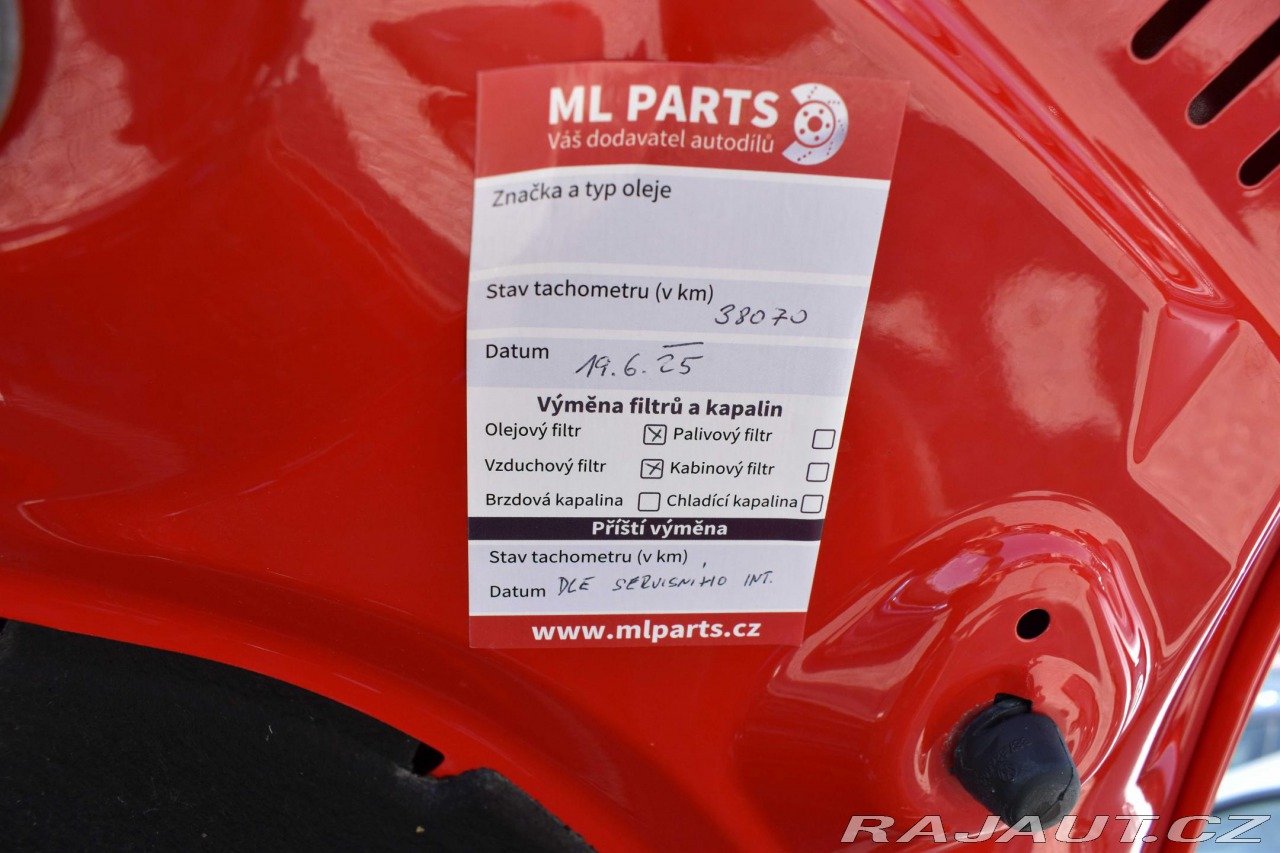 ML PARTS
Váš dodavatel autodílů
Značka a typ oleje
Stav tachometru (v km)
38070
Datum 19.6.25
Výměna filtrů a kapalin
Olejový filtr Palivový filtr
Vzduchový filtr Kabinový filtr
Brzdová kapalina Chladící kapalina
Příští výměna
Stav tachometru (v km)
Datum DLE SERVISNÍHO INT.
www.mlparts.cz
RAJAUT.CZ